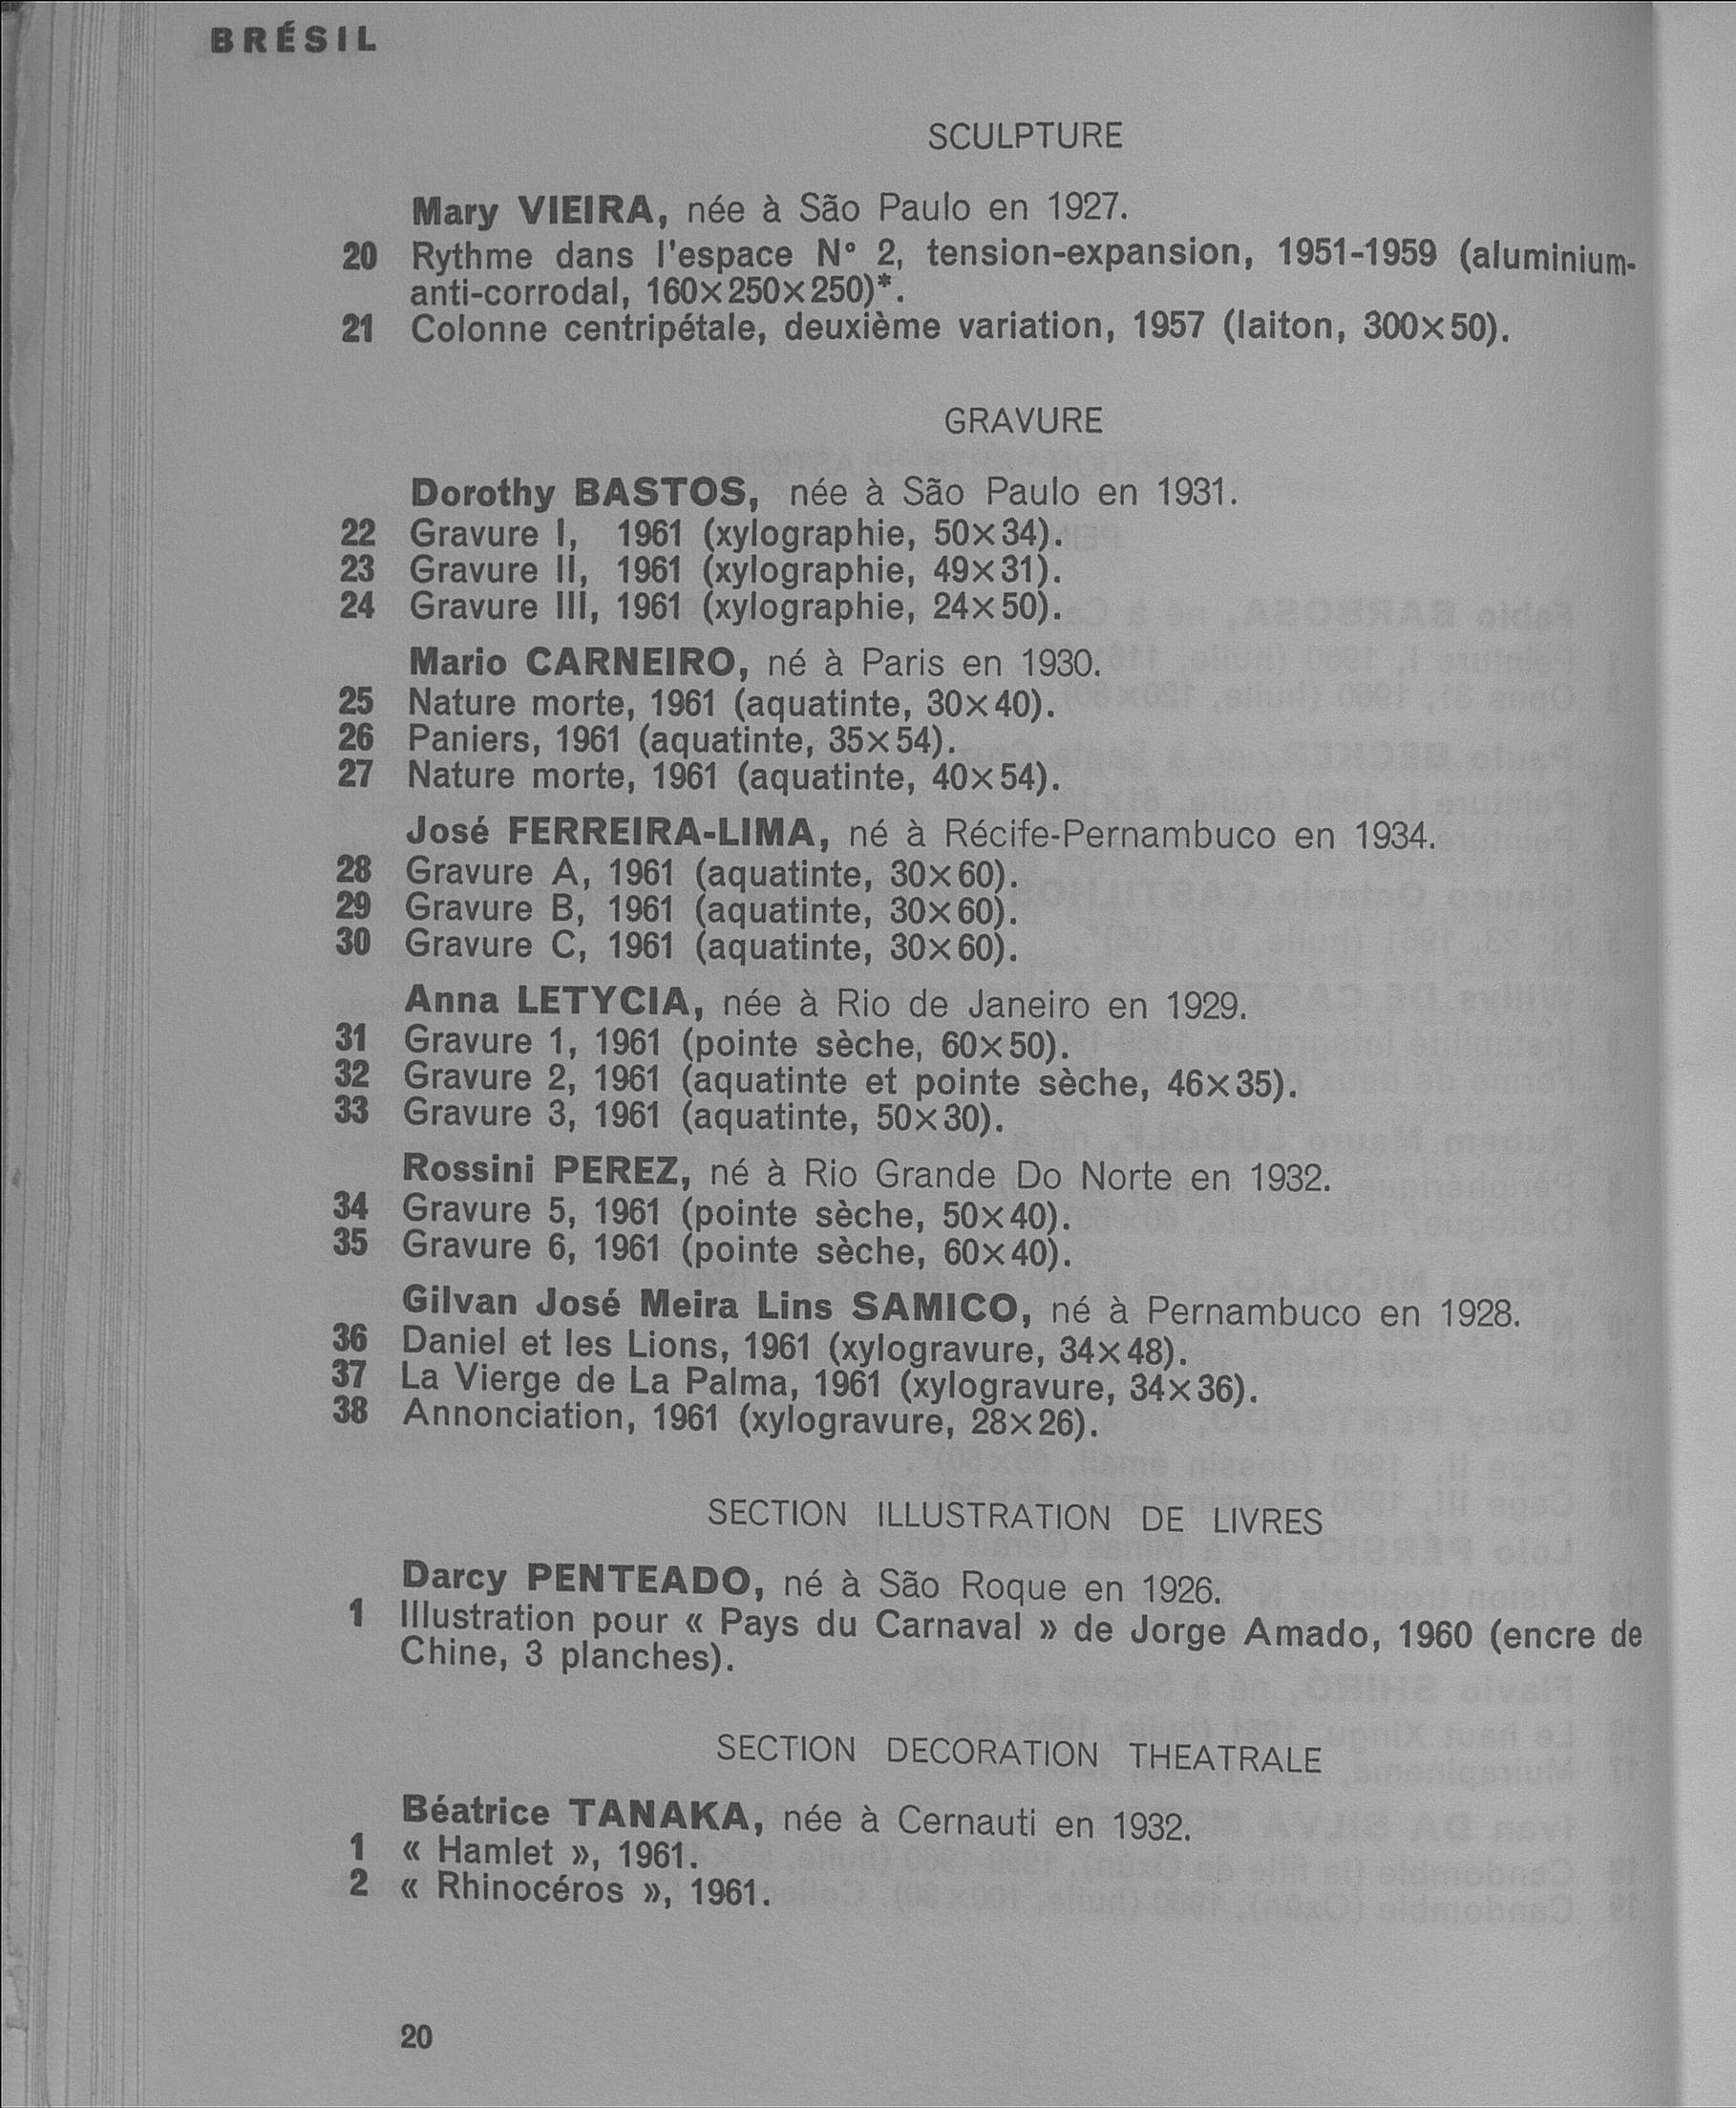 BRÉSIL
SCULPTURE
Mary VIEIRA, née à São Paulo en 1927.
20 Rythme dans l'espace N° 2, tension-expansion, 1951-1959 (aluminium-
anti-corrodal, 160×250×250)*.
21 Colonne centripétale, deuxième variation, 1957 (laiton, 300×50).
GRAVURE
Dorothy BASTOS, née à São Paulo en 1931.
22 Gravure I, 1961 (xylographie, 50×34).
23 Gravure II, 1961 (xylographie, 49×31).
24 Gravure III, 1961 (xylographie, 24×50).
Mario CARNEIRO, né à Paris en 1930.
25 Nature morte, 1961 (aquatinte, 30×40).
26 Paniers, 1961 (aquatinte, 35×54).
27 Nature morte, 1961 (aquatinte, 40×54).
José FERREIRA-LIMA, né à Récife-Pernambuco en 1934.
28 Gravure A, 1961 (aquatinte, 30×60).
29 Gravure B, 1961 (aquatinte, 30×60).
30 Gravure C, 1961 (aquatinte, 30×60).
Anna LETYCIA, née à Rio de Janeiro en 1929.
31 Gravure 1, 1961 (pointe sèche, 60×50).
32 Gravure 2, 1961 (aquatinte et pointe sèche, 46×35).
33 Gravure 3, 1961 (aquatinte, 50×30).
Rossini PEREZ, né à Rio Grande Do Norte en 1932.
34 Gravure 5, 1961 (pointe sèche, 50×40).
35 Gravure 6, 1961 (pointe sèche, 60×40).
Gilvan José Meira Lins SAMICO, né à Pernambuco en 1928.
36 Daniel et les Lions, 1961 (xylogravure, 34×48).
37 La Vierge de La Palma, 1961 (xylogravure, 34×36).
38 Annonciation, 1961 (xylogravure, 28×26).
SECTION ILLUSTRATION DE LIVRES
Darcy PENTEADO, né à São Roque en 1926.
1 Illustration pour « Pays du Carnaval » de Jorge Amado, 1960 (encre de
Chine, 3 planches).
SECTION DECORATION THEATRALE
Béatrice TANAKA, née à Cernauti en 1932.
1 « Hamlet », 1961.
2 « Rhinocéros », 1961.
20